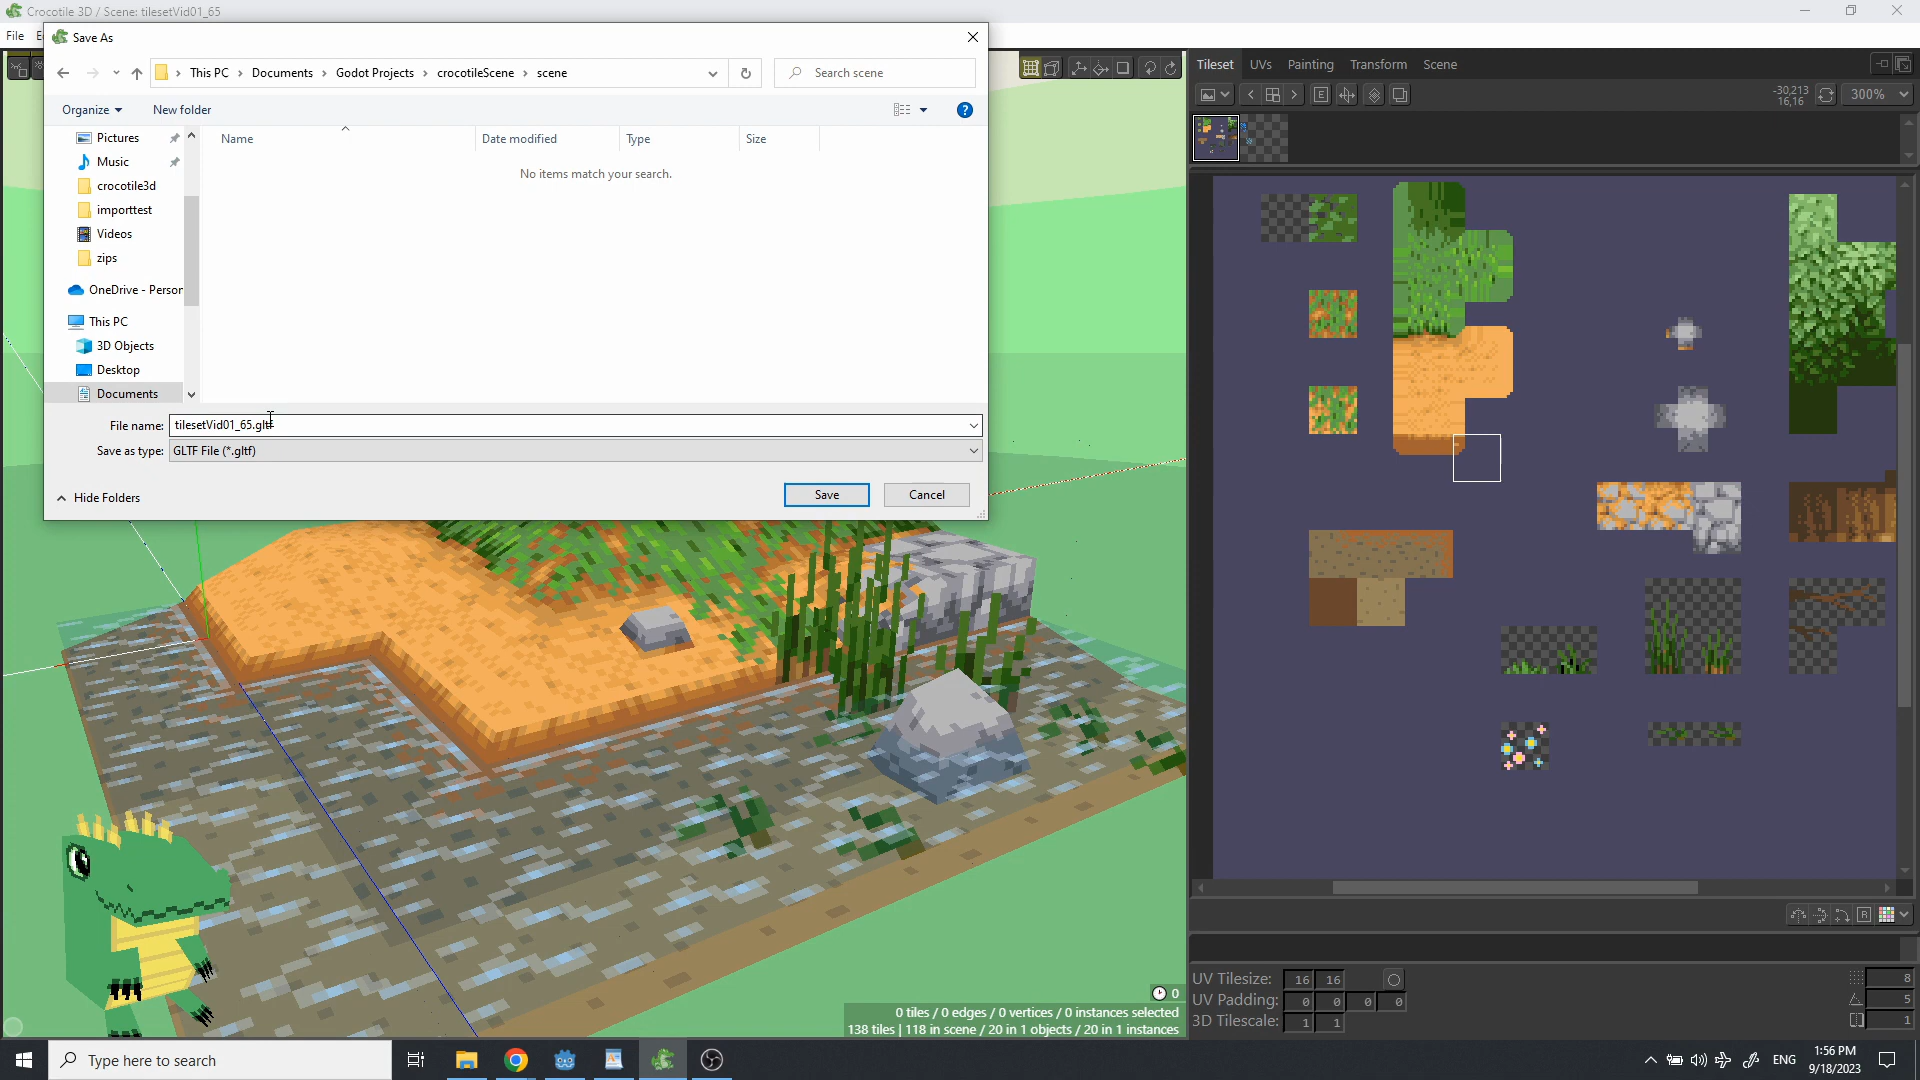 Crocotile 3D / Scene: tilesetVid01_65
File
Save As
This PC > Documents > Godot Projects > crocotileScene > scene
Search scene
Organize
New folder
Name
Date modified
Type
Size
No items match your search.
Pictures
Music
crocotile3d
importtest
Videos
zips
OneDrive - Person
This PC
3D Objects
Desktop
Documents
File name: tilesetVid01_65.gltf
Save as type: GLTF File (*.gltf)
Hide Folders
Save
Cancel
Tileset UVs Painting Transform Scene
E
-30,213
16,16
300%
R
UV Tilesize: 16 16
UV Padding: 0 0 0 0
3D Tilescale: 1 1
8
5
1
0
0 tiles / 0 edges / 0 vertices / 0 instances selected
138 tiles | 118 in scene / 20 in 1 objects / 20 in 1 instances
Type here to search
ENG
1:56 PM
9/18/2023